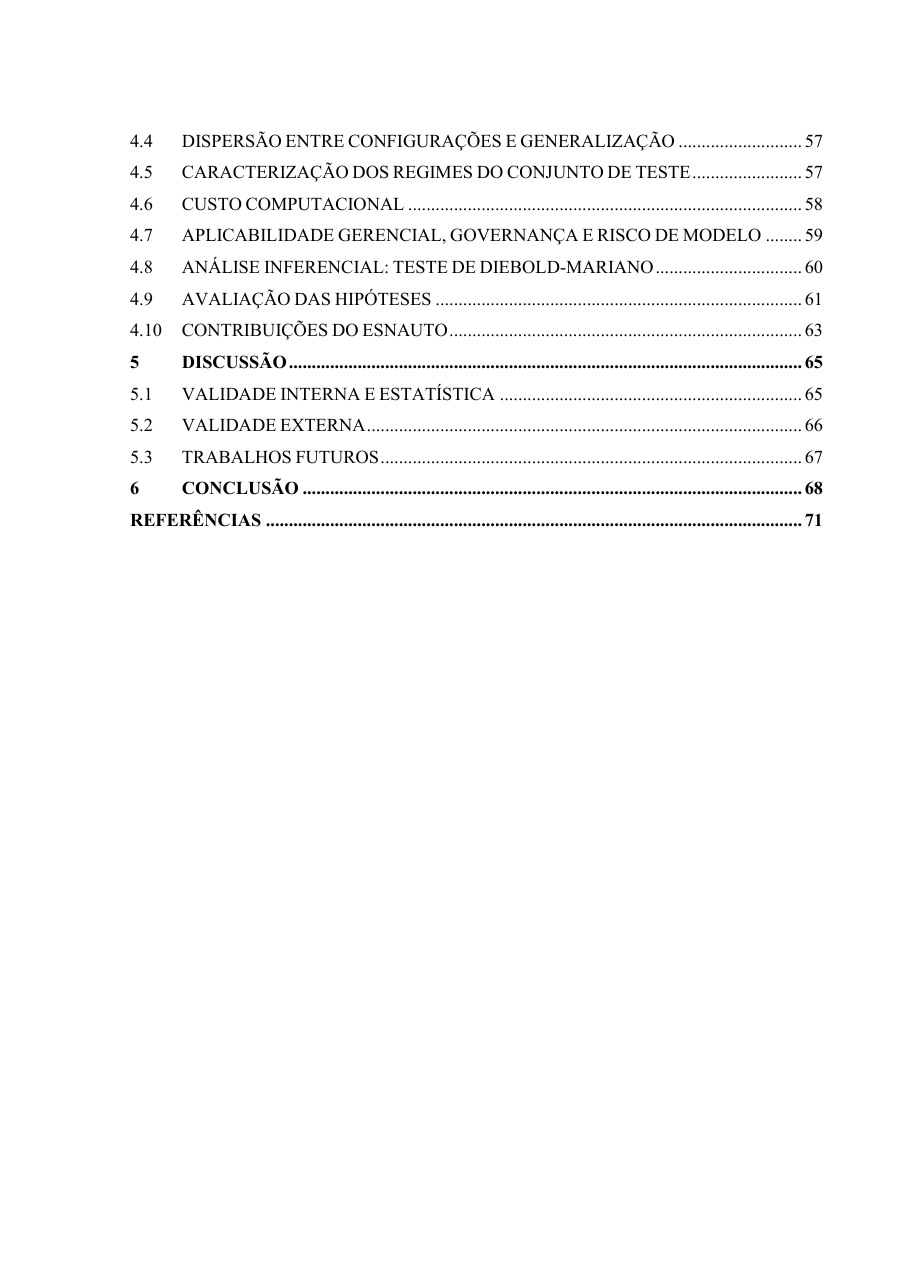 4.4 DISPERSÃO ENTRE CONFIGURAÇÕES E GENERALIZAÇÃO ........................... 57
4.5 CARACTERIZAÇÃO DOS REGIMES DO CONJUNTO DE TESTE........................ 57
4.6 CUSTO COMPUTACIONAL ...................................................................................... 58
4.7 APLICABILIDADE GERENCIAL, GOVERNANÇA E RISCO DE MODELO ........ 59
4.8 ANÁLISE INFERENCIAL: TESTE DE DIEBOLD-MARIANO................................ 60
4.9 AVALIAÇÃO DAS HIPÓTESES ................................................................................ 61
4.10 CONTRIBUIÇÕES DO ESNAUTO............................................................................. 63
5 DISCUSSÃO................................................................................................................ 65
5.1 VALIDADE INTERNA E ESTATÍSTICA .................................................................. 65
5.2 VALIDADE EXTERNA............................................................................................... 66
5.3 TRABALHOS FUTUROS............................................................................................ 67
6 CONCLUSÃO ............................................................................................................. 68
REFERÊNCIAS ..................................................................................................................... 71